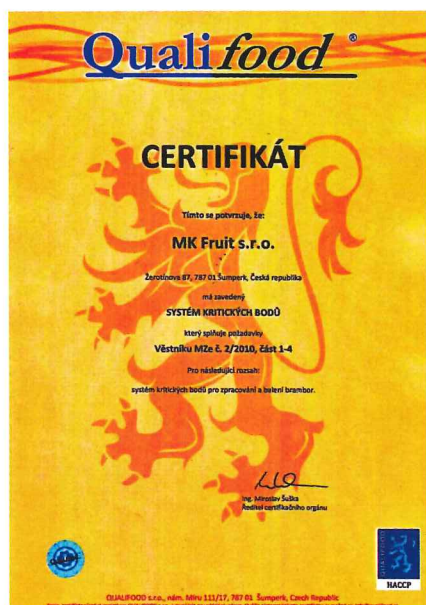 Qualifood ®
CERTIFIKÁT
Tímto se potvrzuje, že:
MK Fruit s.r.o.
Žerotínova 87, 787 01 Šumperk, Česká republika
má zavedený
SYSTÉM KRITICKÝCH BODŮ
který splňuje požadavky
Věstníku MZe č. 2/2010, část 1-4
Pro následující rozsah:
systém kritických bodů pro zpracování a balení brambor.
Ing. Miroslav Šuška
Ředitel certifikačního orgánu
HACCP
QUALIFOOD s.r.o., nám. Míru 111/17, 787 01 Šumperk, Czech Republic